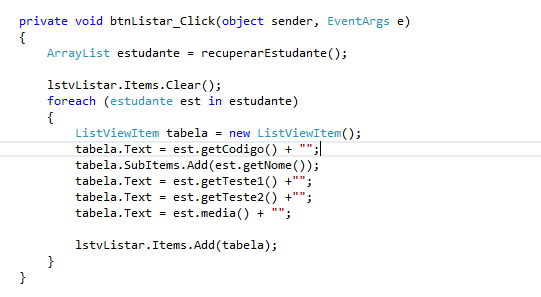 private void btnListar_Click(object sender, EventArgs e)
{
    ArrayList estudante = recuperarEstudante();

    lstvListar.Items.Clear();
    foreach (estudante est in estudante)
    {
        ListViewItem tabela = new ListViewItem();
        tabela.Text = est.getCodigo() + "";
        tabela.SubItems.Add(est.getNome());
        tabela.Text = est.getTeste1() +"";
        tabela.Text = est.getTeste2() +"";
        tabela.Text = est.media() + "";

        lstvListar.Items.Add(tabela);
    }
}